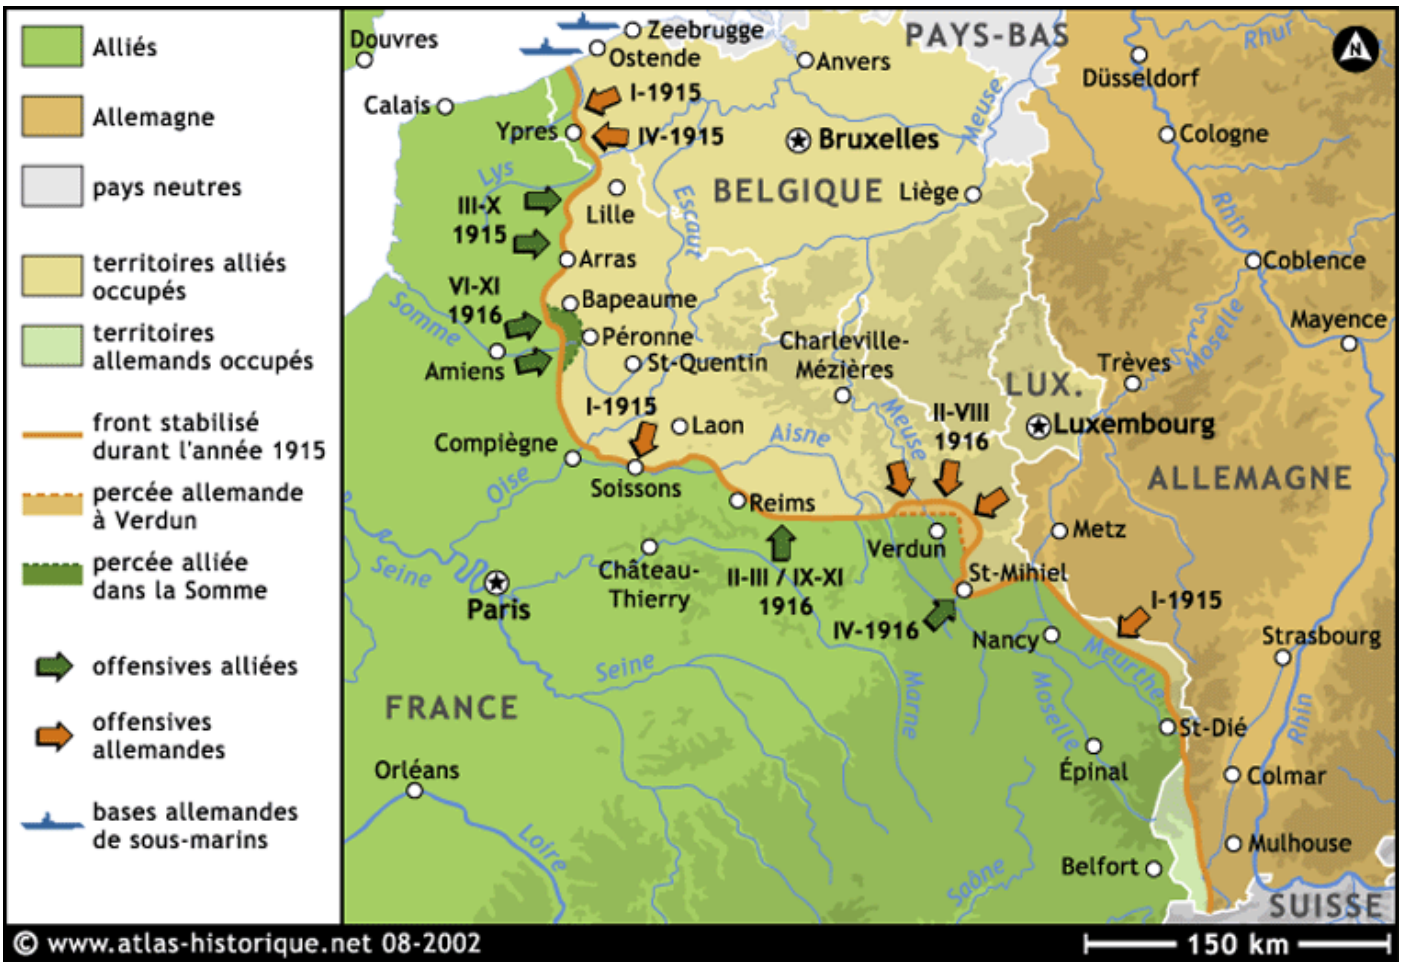 Alliés
Allemagne
pays neutres
territoires alliés
occupés
territoires
allemands occupés
front stabilisé
durant l'année 1915
percée allemande
à Verdun
percée alliée
dans la Somme
offensives alliées
offensives
allemandes
bases allemandes
de sous-marins
Douvres
Zeebrugge
Ostende
Anvers
PAYS-BAS
Rhur
N
Düsseldorf
Calais
I-1915
Meuse
Ypres
IV-1915
Bruxelles
Cologne
Lys
BELGIQUE
Liège
Escaut
Rhin
III-X
1915
Lille
Arras
Coblence
VI-XI
1916
Bapeaume
Somme
Péronne
Charleville-
Mézières
Moselle
Mayence
Amiens
St-Quentin
Trèves
LUX.
I-1915
Laon
Meuse
II-VIII
1916
Luxembourg
Compiègne
Aisne
ALLEMAGNE
Oise
Soissons
Reims
Verdun
Metz
Seine
Château-
Thierry
II-III / IX-XI
1916
St-Mihiel
Paris
I-1915
IV-1916
Nancy
Strasbourg
Seine
Meurthe
FRANCE
Marne
Moselle
Rhin
St-Dié
Orléans
Épinal
Colmar
Loire
Mulhouse
Belfort
Saône
SUISSE
© www.atlas-historique.net 08-2002
150 km